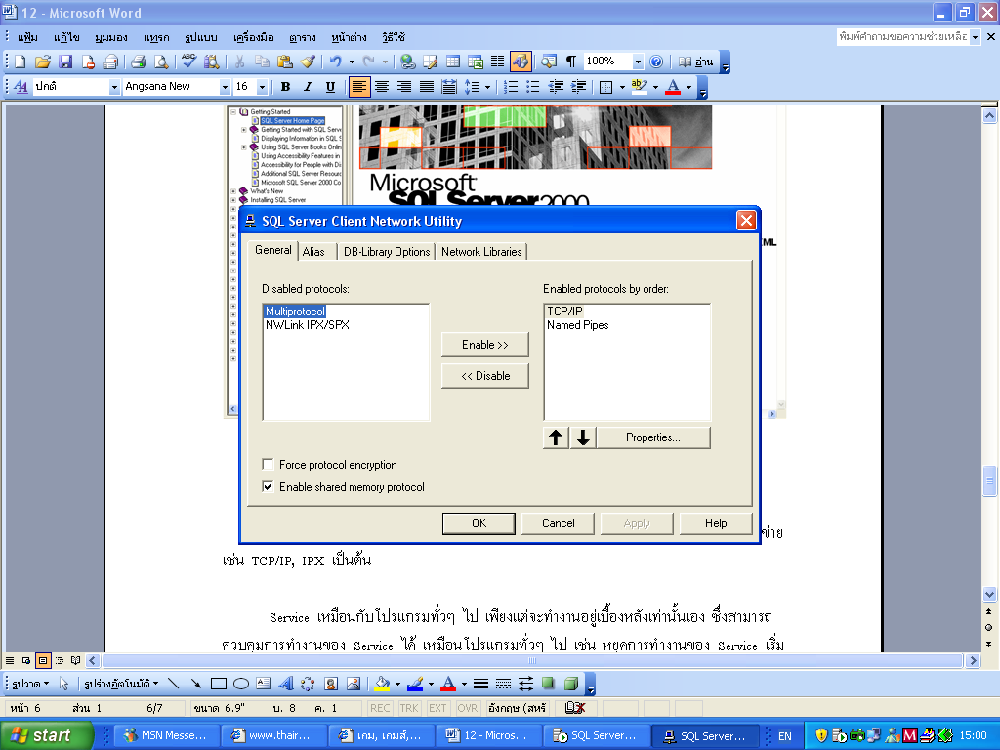 12 - Microsoft Word
แฟ้ม แก้ไข มุมมอง แทรก รูปแบบ เครื่องมือ ตาราง หน้าต่าง วิธีใช้ พิมพ์คำถามขอความช่วยเหลือ
100% อ่าน
ปกติ Angsana New 16 B I U
Getting Started
SQL Server Home Page
Getting Started with SQL Serv
Displaying Information in SQL S
Using SQL Server Books Onlin
Using Accessibility Features in
Accessibility for People with Dis
Additional SQL Server Resourc
Microsoft SQL Server 2000 Co
What's New
Installing SQL Server
Microsoft
SQL Server 2000
ML
SQL Server Client Network Utility
General Alias DB-Library Options Network Libraries
Disabled protocols: Enabled protocols by order:
Multiprotocol TCP/IP
NWLink IPX/SPX Named Pipes
Enable >>
<< Disable
Properties...
Force protocol encryption
Enable shared memory protocol
OK Cancel Apply Help
ข่าย
เช่น TCP/IP, IPX เป็นต้น
Service เหมือนกับโปรแกรมทั่วๆ ไป เพียงแต่จะทำงานอยู่เบื้องหลังเท่านั้นเอง ซึ่งสามารถ
ควบคุมการทำงานของ Service ได้ เหมือนโปรแกรมทั่วๆ ไป เช่น หยุดการทำงานของ Service เริ่ม
รูปวาด รูปร่างอัตโนมัติ
หน้า 6 ส่วน 1 6/7 ขนาด 6.9" บ. 8 ค. 1 REC TRK EXT OVR อังกฤษ (สหรั
start MSN Messe... www.thair... เกม, เกมส์,... 12 - Micros... SQL Server... SQL Server... EN 15:00